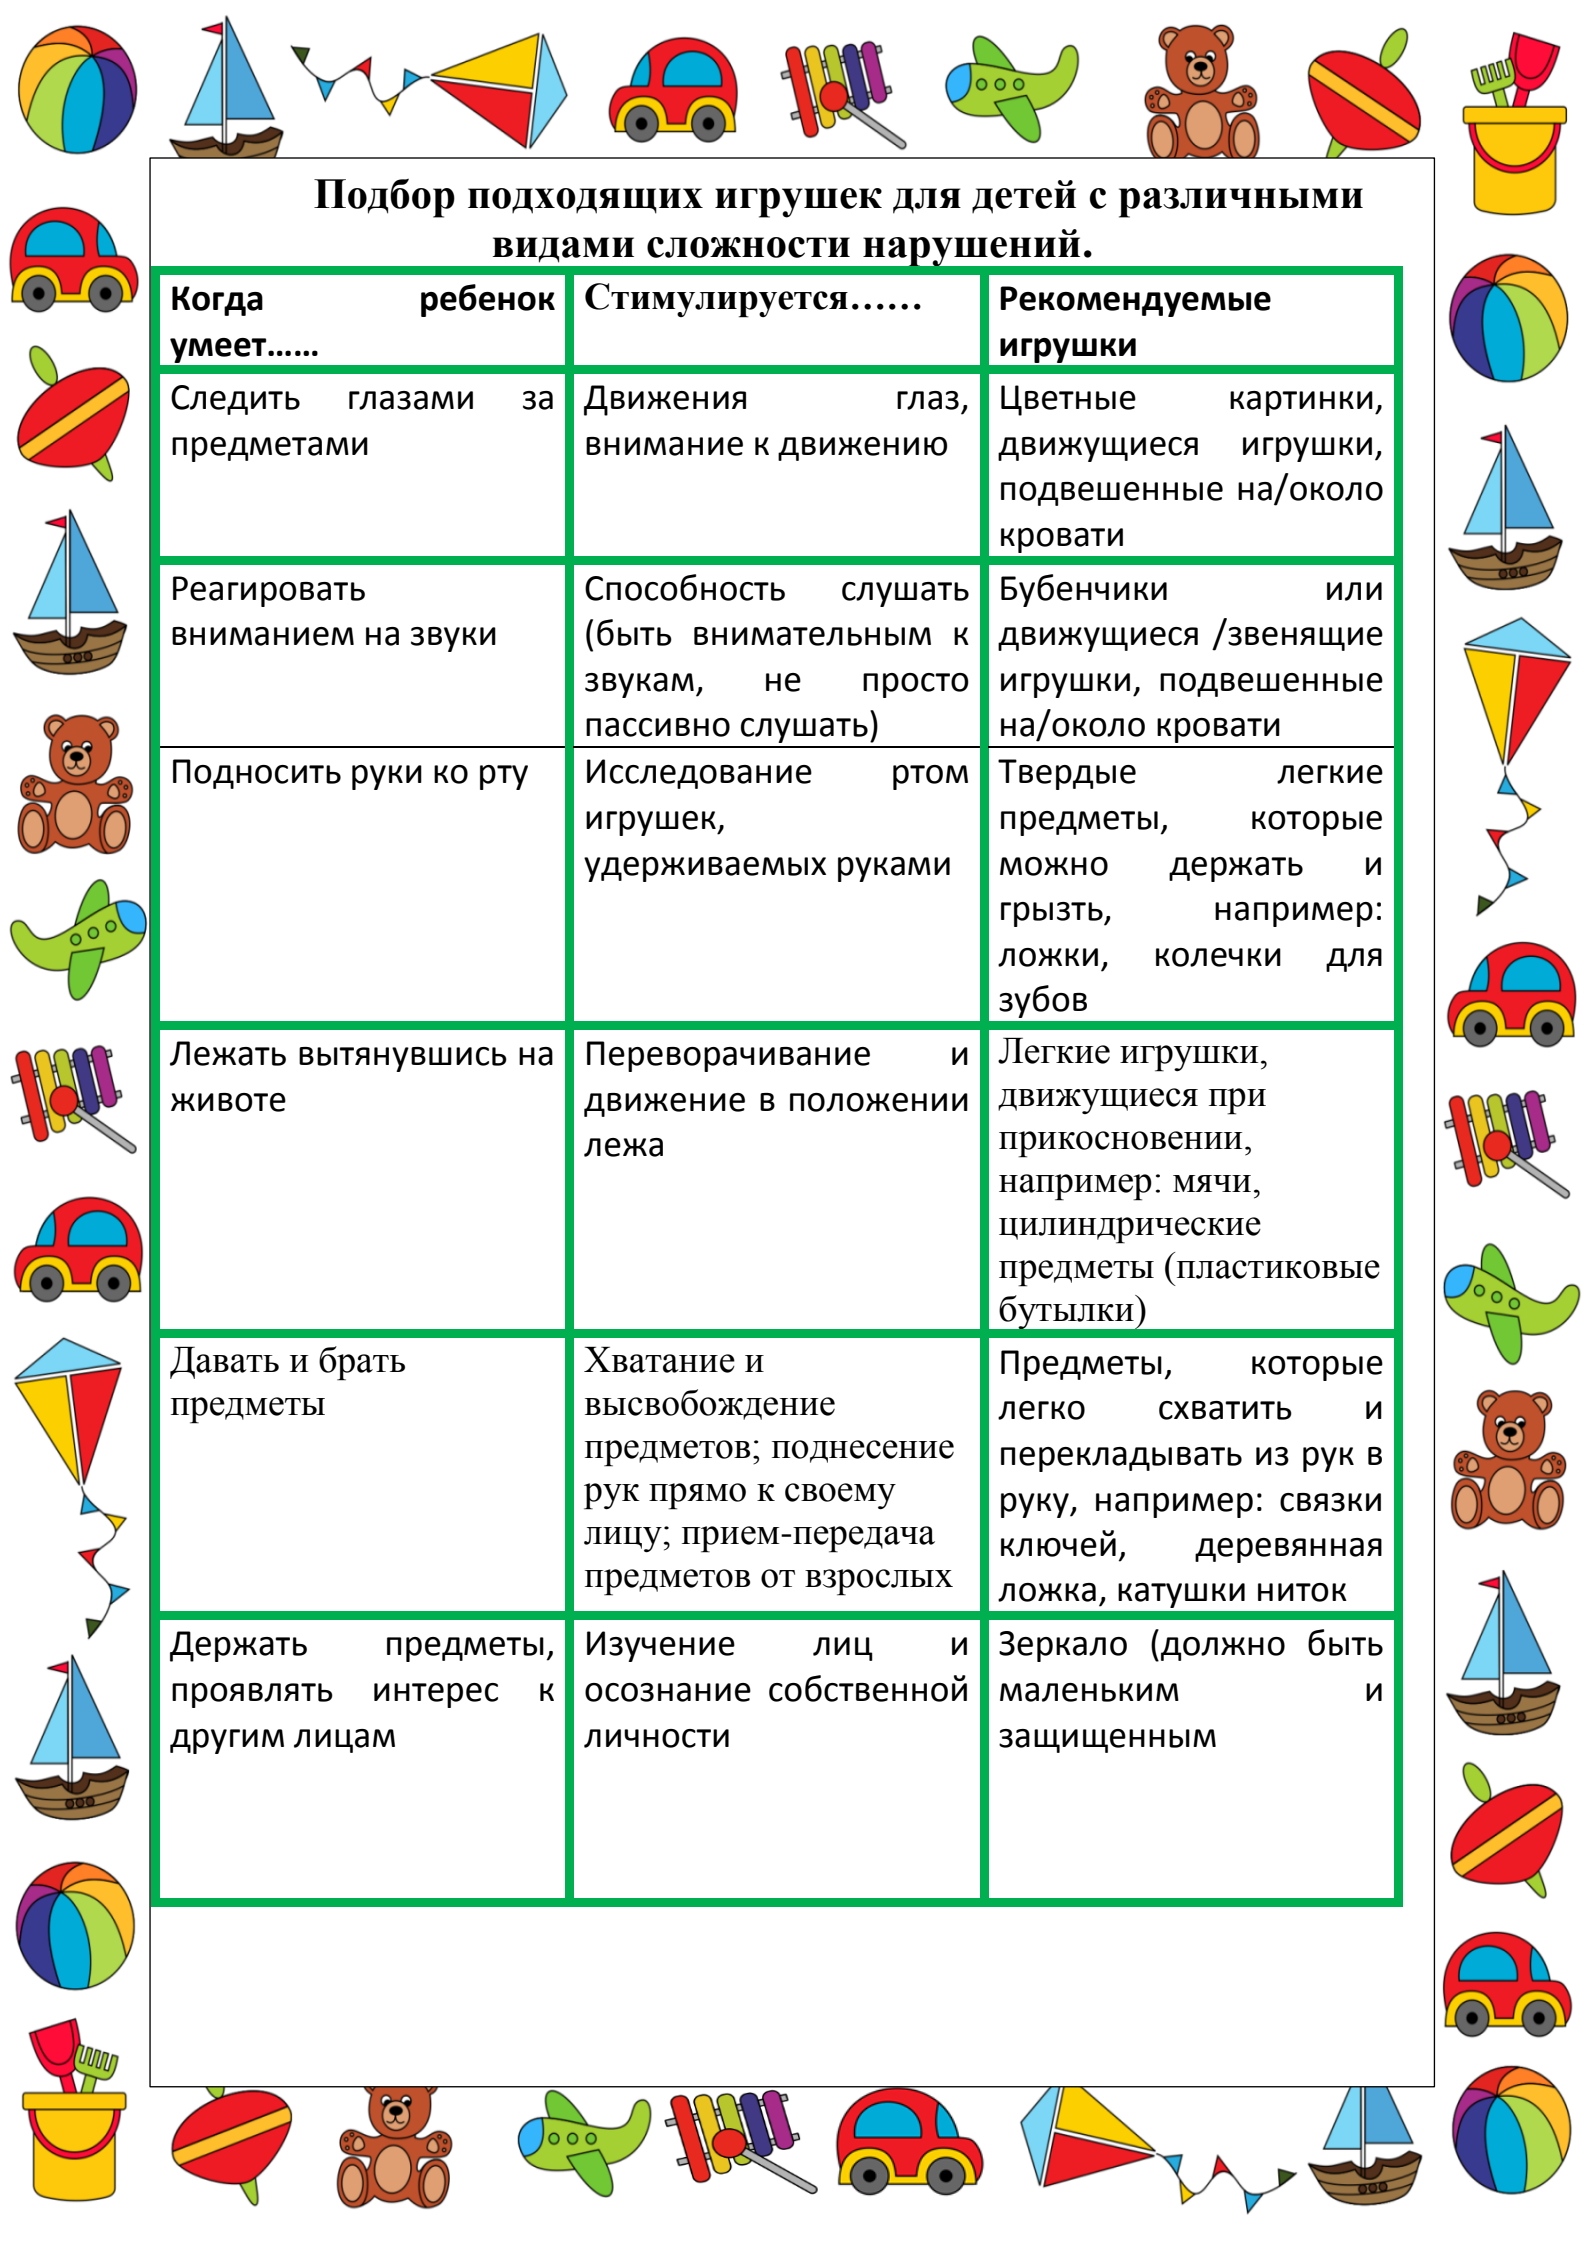 Подбор подходящих игрушек для детей с различными
видами сложности нарушений.
Когда ребенок
умеет......
Стимулируется……
Рекомендуемые
игрушки
Следить глазами за
предметами
Движения глаз,
внимание к движению
Цветные картинки,
движущиеся игрушки,
подвешенные на/около
кровати
Реагировать
вниманием на звуки
Способность слушать
(быть внимательным к
звукам, не просто
пассивно слушать)
Бубенчики или
движущиеся /звенящие
игрушки, подвешенные
на/около кровати
Подносить руки ко рту
Исследование ртом
игрушек,
удерживаемых руками
Твердые легкие
предметы, которые
можно держать и
грызть, например:
ложки, колечки для
зубов
Лежать вытянувшись на
животе
Переворачивание и
движение в положении
лежа
Легкие игрушки,
движущиеся при
прикосновении,
например: мячи,
цилиндрические
предметы (пластиковые
бутылки)
Давать и брать
предметы
Хватание и
высвобождение
предметов; поднесение
рук прямо к своему
лицу; прием-передача
предметов от взрослых
Предметы, которые
легко схватить и
перекладывать из рук в
руку, например: связки
ключей, деревянная
ложка, катушки ниток
Держать предметы,
проявлять интерес к
другим лицам
Изучение лиц и
осознание собственной
личности
Зеркало (должно быть
маленьким и
защищенным